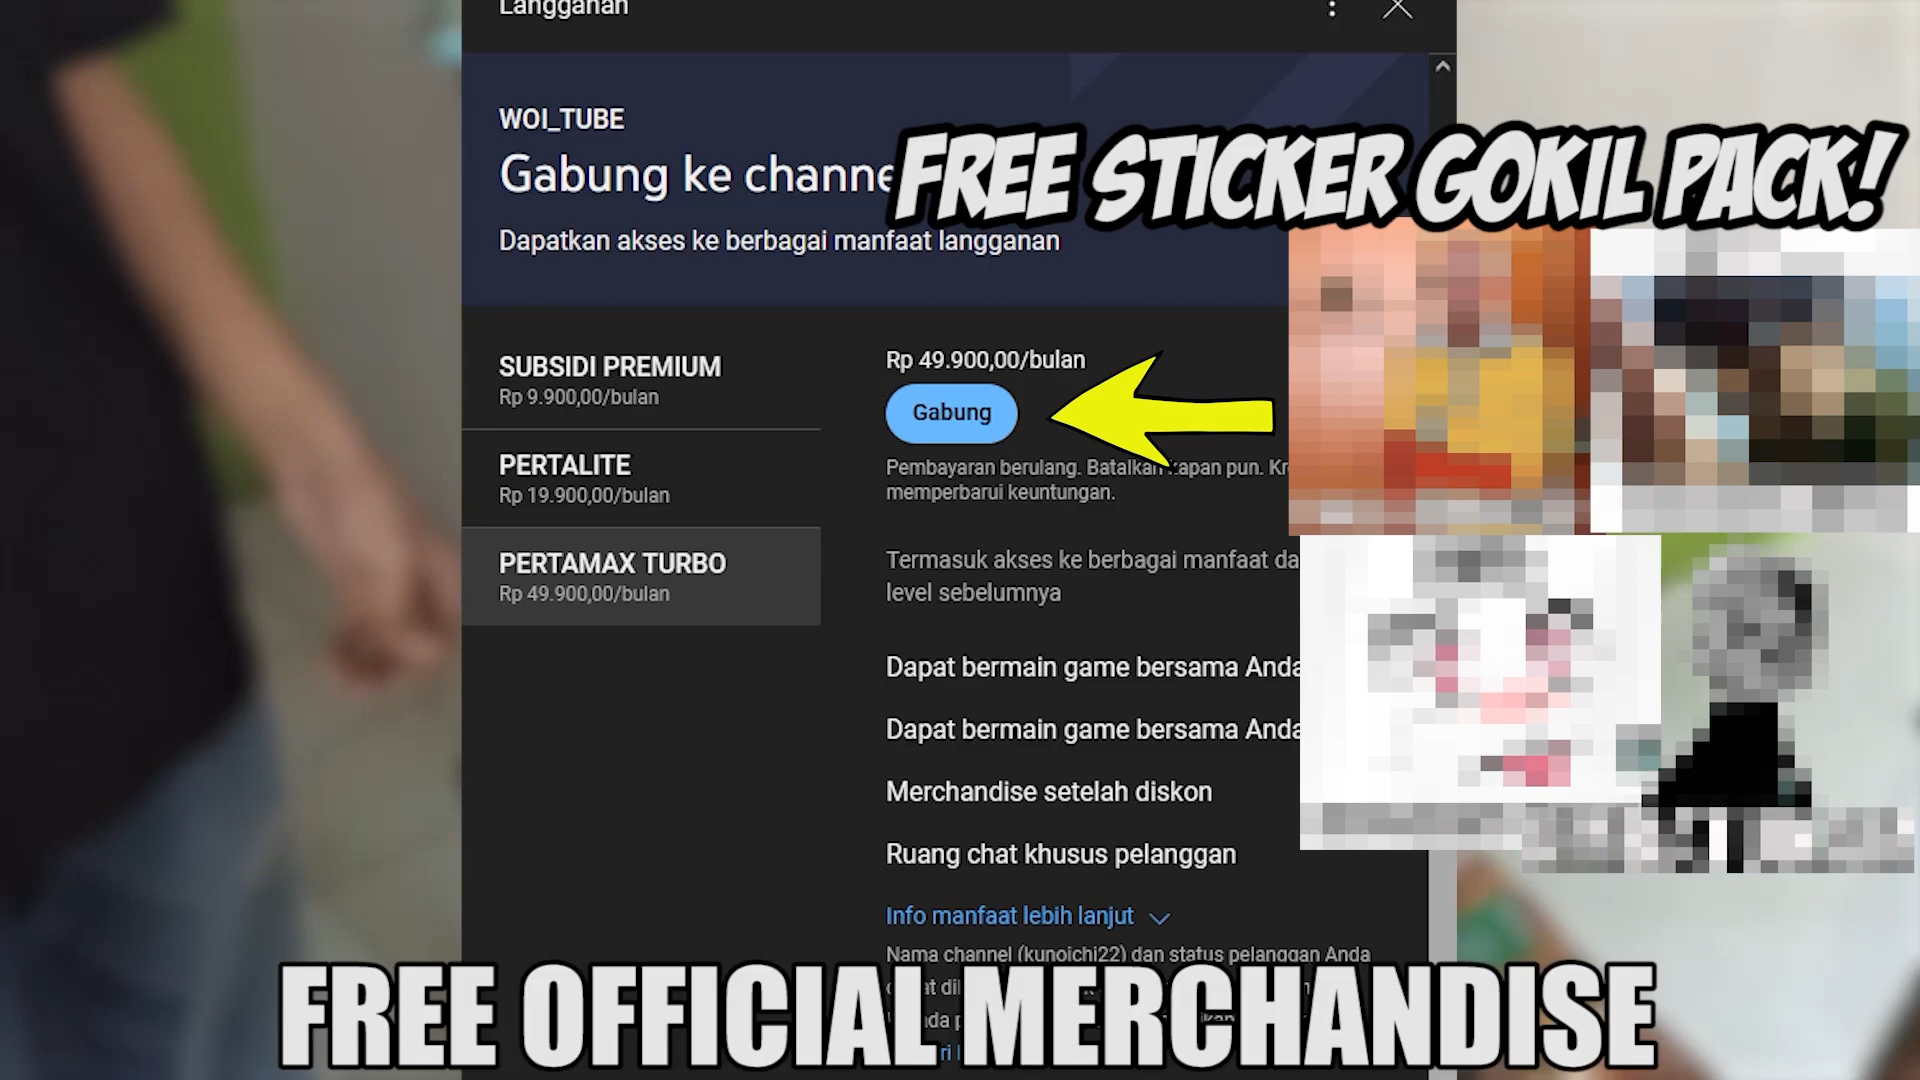 Langganan
WOI_TUBE
Gabung ke channe
FREE STICKER GOKIL PACK!
Dapatkan akses ke berbagai manfaat langganan
SUBSIDI PREMIUM
Rp 9.900,00/bulan
PERTALITE
Rp 19.900,00/bulan
PERTAMAX TURBO
Rp 49.900,00/bulan
Rp 49.900,00/bulan
Gabung
Pembayaran berulang. Batalkan kapan pun.
memperbarui keuntungan.
Termasuk akses ke berbagai manfaat da
level sebelumnya
Dapat bermain game bersama Anda
Dapat bermain game bersama Anda
Merchandise setelah diskon
Ruang chat khusus pelanggan
Info manfaat lebih lanjut
Nama channel (kunoichi22) dan status pelanggan Anda
FREE OFFICIAL MERCHANDISE